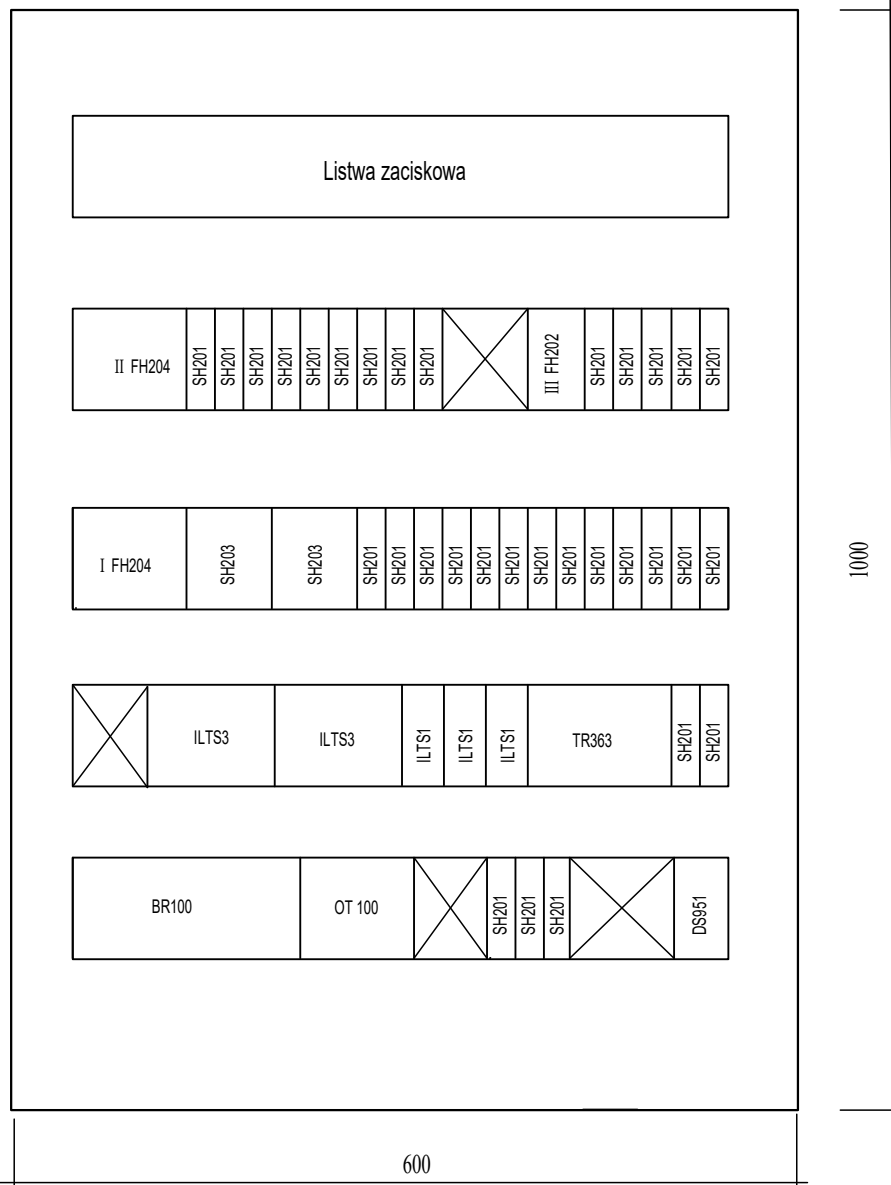 Listwa zaciskowa
II FH204 SH201 SH201 SH201 SH201 SH201 SH201 SH201 SH201 SH201 III FH202 SH201 SH201 SH201 SH201 SH201
I FH204 SH203 SH203 SH201 SH201 SH201 SH201 SH201 SH201 SH201 SH201 SH201 SH201 SH201 SH201 SH201
1000
ILTS3 ILTS3 ILTS1 ILTS1 ILTS1 TR363 SH201 SH201
BR100 OT 100 SH201 SH201 SH201 DS951
600